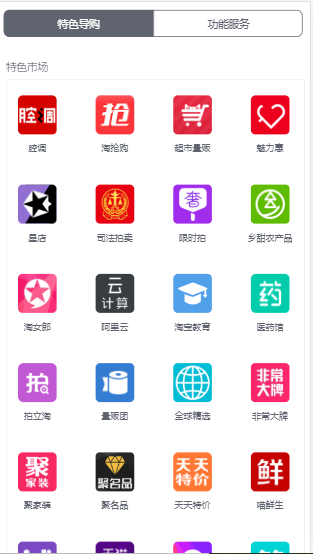 特色导购 功能服务
特色市场
腔调 抢
腔调 淘抢购 超市量贩 魅力惠
奢
星店 司法拍卖 限时拍 乡甜农产品
云计算 药
淘女郎 阿里云 淘宝教育 医药馆
拍 非常大牌
拍立淘 量贩团 全球精选 非常大牌
聚家装 聚名品 天天特价 鲜
聚家装 聚名品 天天特价 喵鲜生
天猫